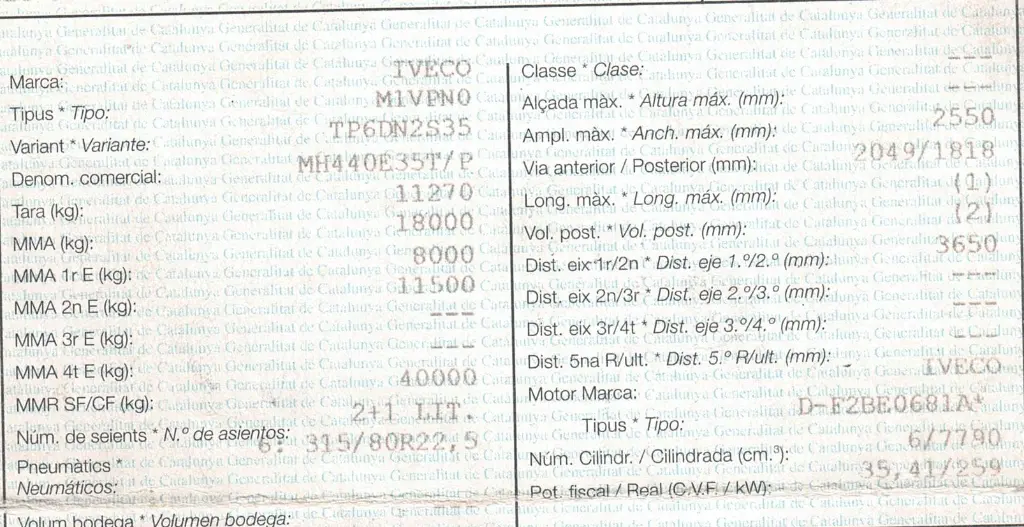 Marca: IVECO
Tipus * Tipo: M1VPN0
Variant * Variante: TP6DN2S35
Denom. comercial: MH440E35T/P
Tara (kg): 11270
MMA (kg): 18000
MMA 1r E (kg): 8000
MMA 2n E (kg): 11500
MMA 3r E (kg): ---
MMA 4t E (kg): ---
MMR SF/CF (kg): 40000
Núm. de seients * N.º de asientos: 2+1 LIT.
Pneumàtics * 6. 315/80R22,5
Neumáticos:
Volum bodega * Volumen bodega:
Classe * Clase: ---
Alçada màx. * Altura máx. (mm): ---
Ampl. màx. * Anch. máx. (mm): 2550
Via anterior / Posterior (mm): 2049/1818
Long. màx. * Long. máx. (mm): (1)
Vol. post. * Vol. post. (mm): (2)
Dist. eix 1r/2n * Dist. eje 1.º/2.º (mm): 3650
Dist. eix 2n/3r * Dist. eje 2.º/3.º (mm): ---
Dist. eix 3r/4t * Dist. eje 3.º/4.º (mm): ---
Dist. 5na R/ult. * Dist. 5.º R/ult. (mm): ---
Motor Marca: IVECO
Tipus * Tipo: D-F2BE0681A*
Núm. Cilindr. / Cilindrada (cm.³): 6/7790
Pot. fiscal / Real (C.V.F. / kW): 35,41/259